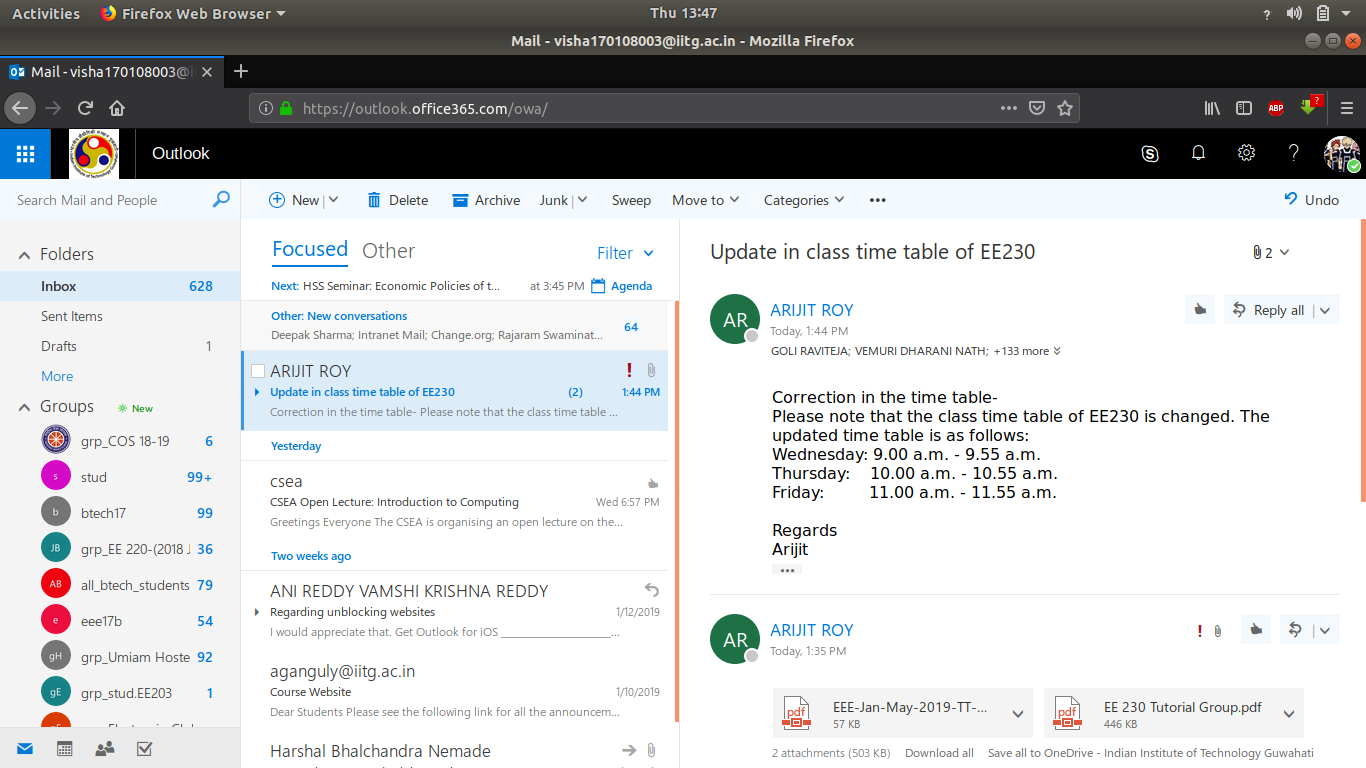 Activities Firefox Web Browser Thu 13:47 ?
Mail - visha170108003@iitg.ac.in - Mozilla Firefox
Mail - visha170108003@i
https://outlook.office365.com/owa/ ABP ?
Outlook ?
Search Mail and People New Delete Archive Junk Sweep Move to Categories Undo
Folders
Inbox 628
Sent Items
Drafts 1
More
Groups New
grp_COS 18-19 6
s stud 99+
b btech17 99
JB grp_EE 220-(2018 J 36
AB all_btech_students 79
e eee17b 54
gH grp_Umiam Hoste 92
gE grp_stud.EE203 1
Focused Other Filter
Next: HSS Seminar: Economic Policies of t... at 3:45 PM Agenda
Other: New conversations
Deepak Sharma; Intranet Mail; Change.org; Rajaram Swaminat... 64
ARIJIT ROY !
Update in class time table of EE230 (2) 1:44 PM
Correction in the time table- Please note that the class time table ...
Yesterday
csea
CSEA Open Lecture: Introduction to Computing Wed 6:57 PM
Greetings Everyone The CSEA is organising an open lecture on the...
Two weeks ago
ANI REDDY VAMSHI KRISHNA REDDY
Regarding unblocking websites 1/12/2019
I would appreciate that. Get Outlook for iOS ____________________...
aganguly@iitg.ac.in
Course Website 1/10/2019
Dear Students Please see the following link for all the announcem...
Harshal Bhalchandra Nemade
Update in class time table of EE230 2
AR ARIJIT ROY Reply all
Today, 1:44 PM
GOLI RAVITEJA; VEMURI DHARANI NATH; +133 more
Correction in the time table-
Please note that the class time table of EE230 is changed. The
updated time table is as follows:
Wednesday: 9.00 a.m. - 9.55 a.m.
Thursday: 10.00 a.m. - 10.55 a.m.
Friday: 11.00 a.m. - 11.55 a.m.
Regards
Arijit
...
AR ARIJIT ROY !
Today, 1:35 PM
pdf EEE-Jan-May-2019-TT-... pdf EE 230 Tutorial Group.pdf
57 KB 446 KB
2 attachments (503 KB) Download all Save all to OneDrive - Indian Institute of Technology Guwahati